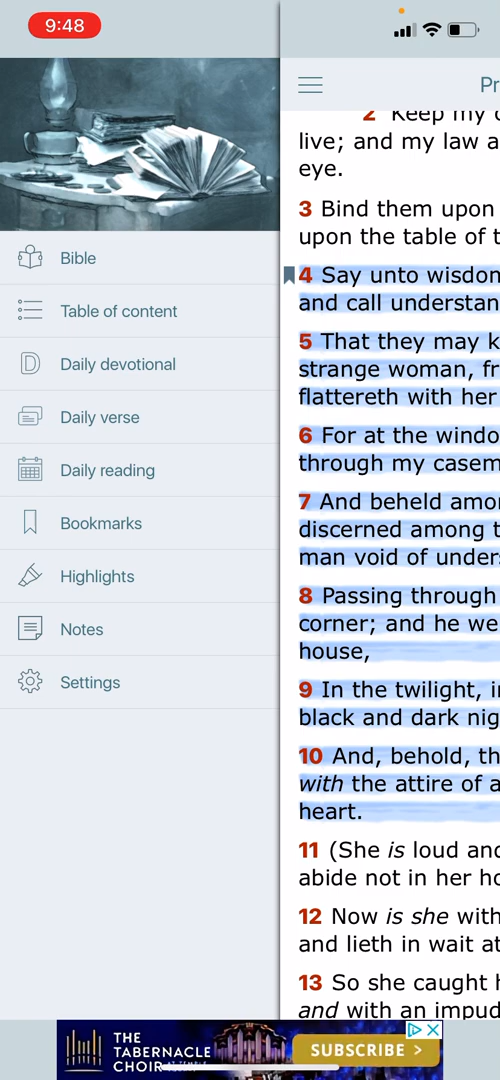 9:48
Bible
Table of content
Daily devotional
Daily verse
Daily reading
Bookmarks
Highlights
Notes
Settings
Pr
2 Keep my c
live; and my law a
eye.
3 Bind them upon
upon the table of t
4 Say unto wisdon
and call understan
5 That they may k
strange woman, fr
flattereth with her
6 For at the windo
through my casem
7 And beheld amo
discerned among t
man void of unders
8 Passing through
corner; and he we
house,
9 In the twilight, i
black and dark nig
10 And, behold, th
with the attire of a
heart.
11 (She is loud and
abide not in her ho
12 Now is she with
and lieth in wait at
13 So she caught h
and with an impud
THE
TABERNACLE
CHOIR
SUBSCRIBE >